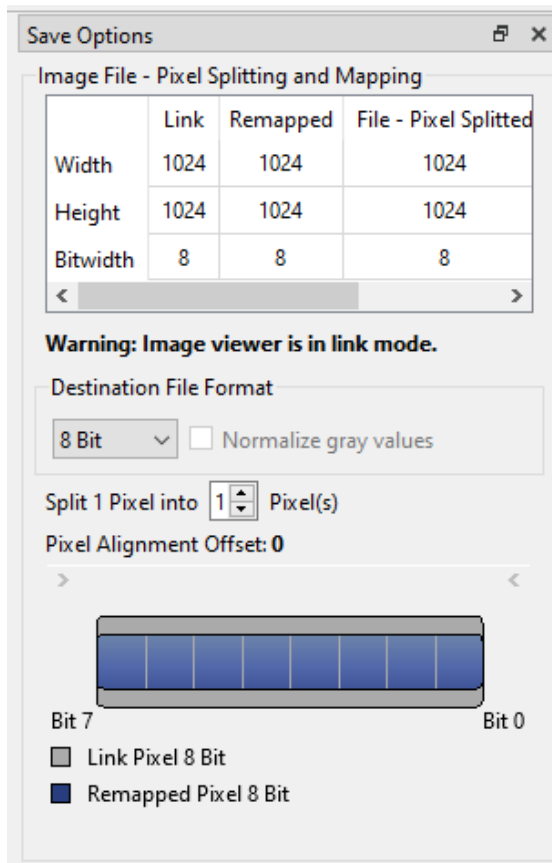 Save Options
Image File - Pixel Splitting and Mapping
Link Remapped File - Pixel Splitted
Width 1024 1024 1024
Height 1024 1024 1024
Bitwidth 8 8 8
Warning: Image viewer is in link mode.
Destination File Format
8 Bit Normalize gray values
Split 1 Pixel into 1 Pixel(s)
Pixel Alignment Offset: 0
Bit 7 Bit 0
Link Pixel 8 Bit
Remapped Pixel 8 Bit